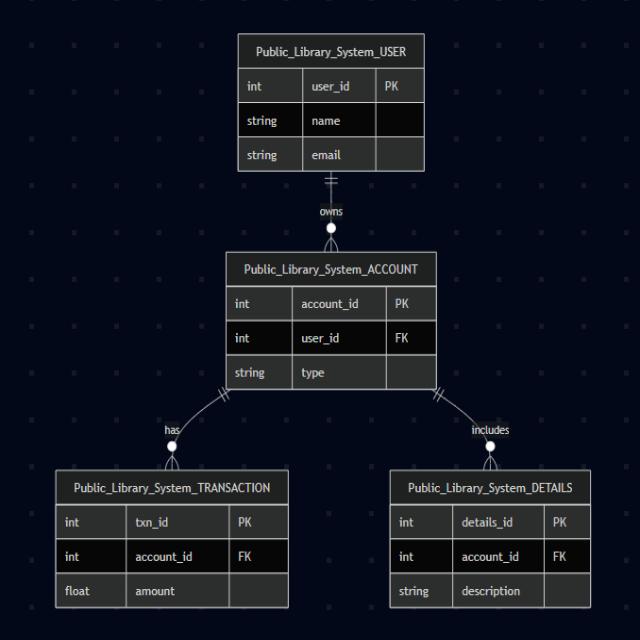 Public_Library_System_USER
int user_id PK
string name
string email
owns
Public_Library_System_ACCOUNT
int account_id PK
int user_id FK
string type
has includes
Public_Library_System_TRANSACTION
int txn_id PK
int account_id FK
float amount
Public_Library_System_DETAILS
int details_id PK
int account_id FK
string description